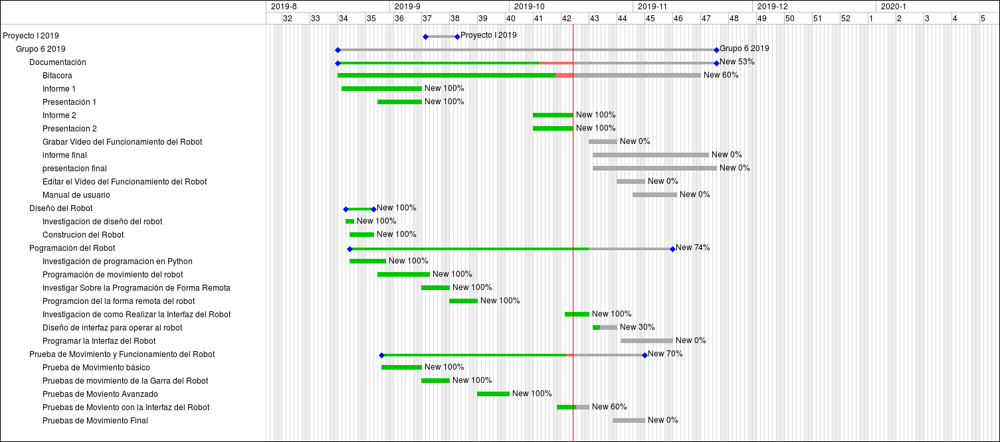 2019-8 2019-9 2019-10 2019-11 2019-12 2020-1
32 33 34 35 36 37 38 39 40 41 42 43 44 45 46 47 48 49 50 51 52 1 2 3 4 5
Proyecto I 2019 Proyecto I 2019
Grupo 6 2019 Grupo 6 2019
Documentación New 53%
Bitacora New 60%
Informe 1 New 100%
Presentación 1 New 100%
Informe 2 New 100%
Presentacion 2 New 100%
Grabar Video del Funcionamiento del Robot New 0%
informe final New 0%
presentacion final New 0%
Editar el Video del Funcionamiento del Robot New 0%
Manual de usuario New 0%
Diseño del Robot New 100%
Investigacion de diseño del robot New 100%
Construcion del Robot New 100%
Pogramación del Robot New 74%
Investigación de programacion en Python New 100%
Programación de movimiento del robot New 100%
Investigar Sobre la Programación de Forma Remota New 100%
Programcion del la forma remota del robot New 100%
Investigacion de como Realizar la Interfaz del Robot New 100%
Diseño de interfaz para operar al robot New 30%
Programar la Interfaz del Robot New 0%
Prueba de Movimiento y Funcionamiento del Robot New 70%
Prueba de Movimiento básico New 100%
Pruebas de movimiento de la Garra del Robot New 100%
Pruebas de Moviento Avanzado New 100%
Pruebas de Moviento con la Interfaz del Robot New 60%
Pruebas de Movimiento Final New 0%